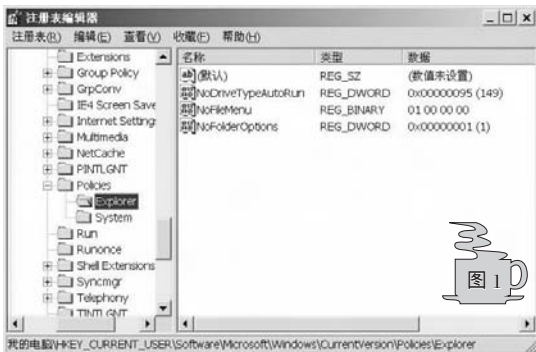 注册表编辑器
注册表(R) 编辑(E) 查看(V) 收藏(F) 帮助(H)
Extensions
Group Policy
GrpConv
IE4 Screen Save
Internet Setting
Multimedia
NetCache
PINTLGNT
Policies
Explorer
System
Run
Runonce
Shell Extensions
Syncmgr
Telephony
TINTLGNT
名称 类型 数据
(默认) REG_SZ (数值未设置)
NoDriveTypeAutoRun REG_DWORD 0x00000095 (149)
NoFileMenu REG_BINARY 01 00 00 00
NoFolderOptions REG_DWORD 0x00000001 (1)
图 1
我的电脑\HKEY_CURRENT_USER\Software\Microsoft\Windows\CurrentVersion\Policies\Explorer